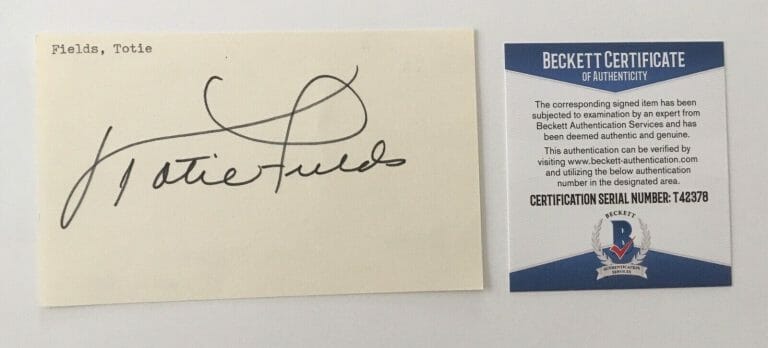 Fields, Totie
Totie Fields
BECKETT CERTIFICATE
OF AUTHENTICITY
The corresponding signed item has been
subjected to examination by an expert from
Beckett Authentication Services and has
been deemed authentic and genuine.
This authentication can be verified by
visiting www.beckett-authentication.com
and utilizing the below authentication
number in the designated area.
CERTIFICATION SERIAL NUMBER: T42378
BECKETT
B
AUTHENTICATION
SERVICES